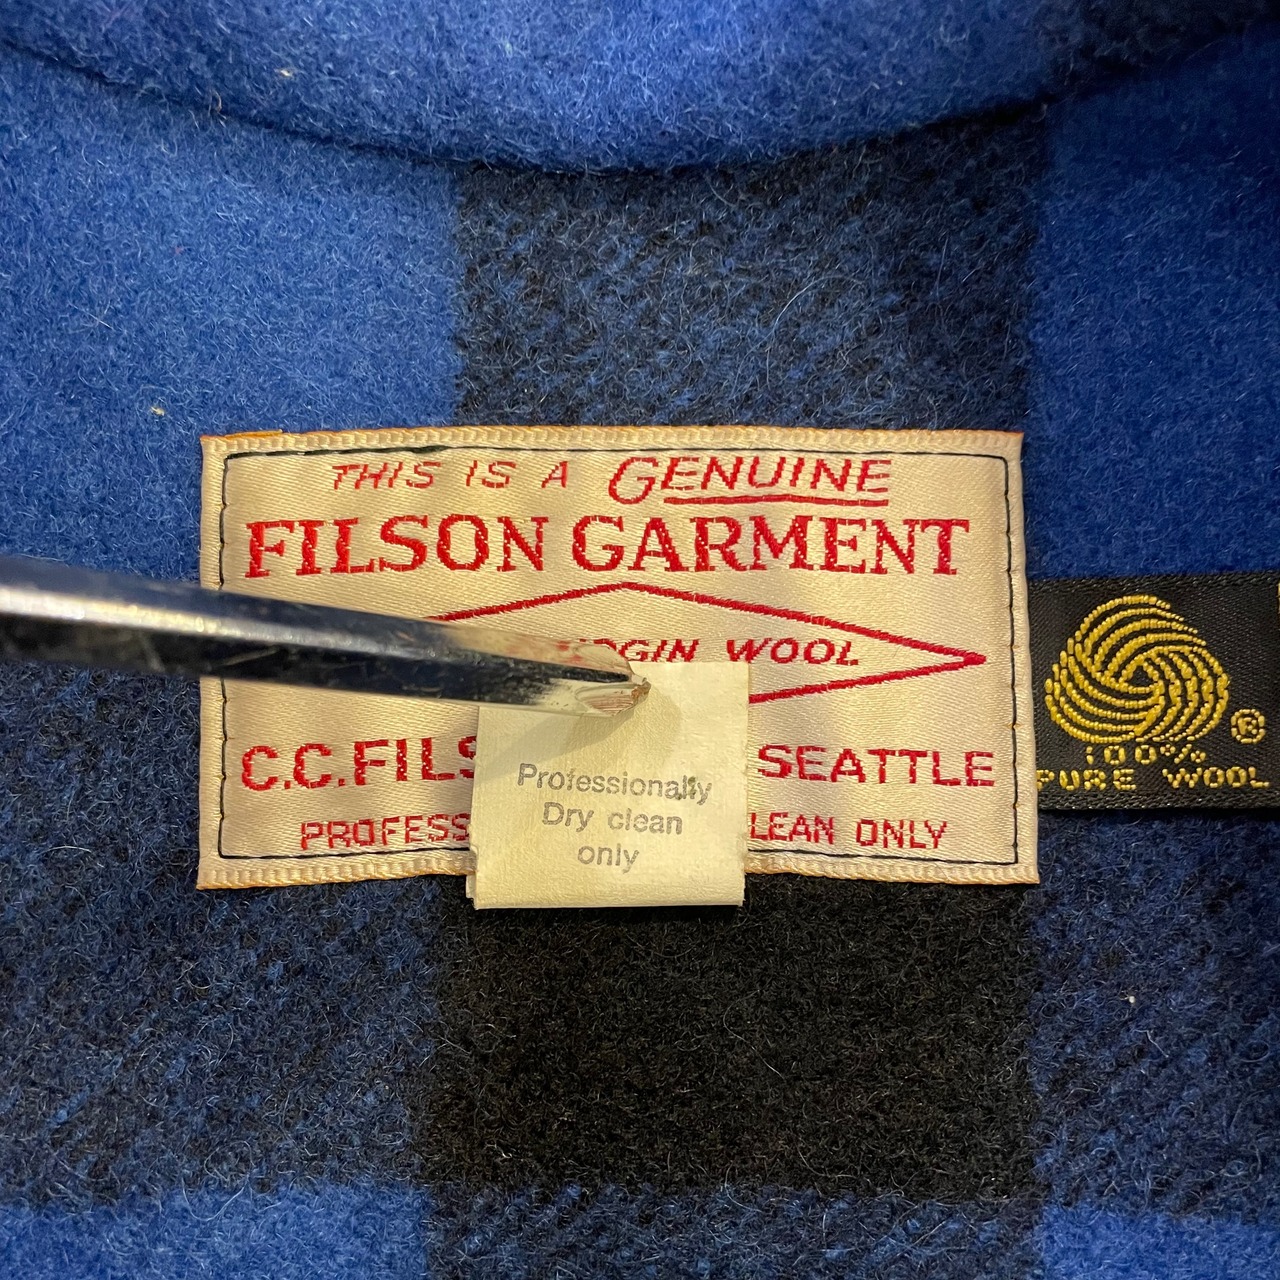 THIS IS A GENUINE
FILSON GARMENT
WOOL
C.C.FILS SEATTLE
PROFESS LEAN ONLY
Professionally
Dry clean
only
®
100%
PURE WOOL